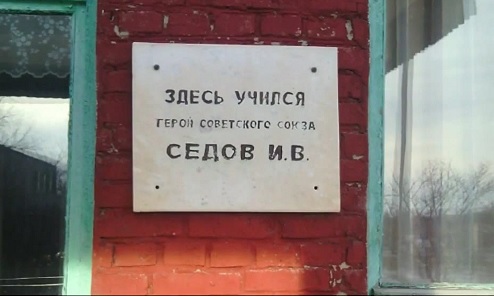 ЗДЕСЬ УЧИЛСЯ
ГЕРОЙ СОВЕТСКОГО СОЮЗА
СЕДОВ И.В.